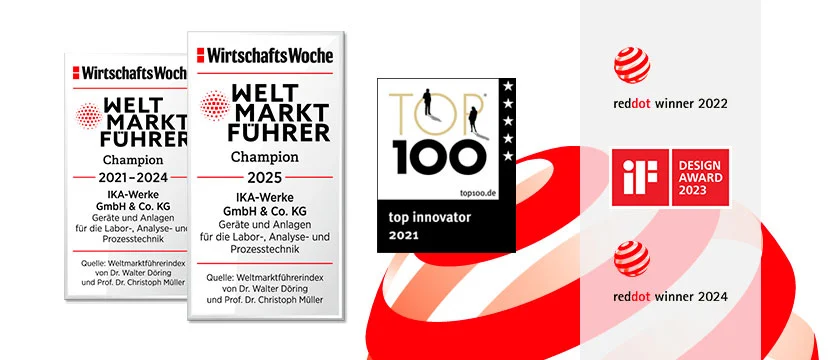 WirtschaftsWoche
WELT
MARKT
FÜHRER
Champion
2021–2024
IKA-Werke
GmbH & Co. KG
Geräte und Anlagen
für die Labor-, Analyse- und
Prozesstechnik
Quelle: Weltmarktführerindex
von Dr. Walter Döring
und Prof. Dr. Christoph Müller
WirtschaftsWoche
WELT
MARKT
FÜHRER
Champion
2025
IKA-Werke
GmbH & Co. KG
Geräte und Anlagen
für die Labor-, Analyse- und
Prozesstechnik
Quelle: Weltmarktführerindex
von Dr. Walter Döring
und Prof. Dr. Christoph Müller
TOP
100
top100.de
top innovator
2021
reddot winner 2022
iF
DESIGN
AWARD
2023
reddot winner 2024